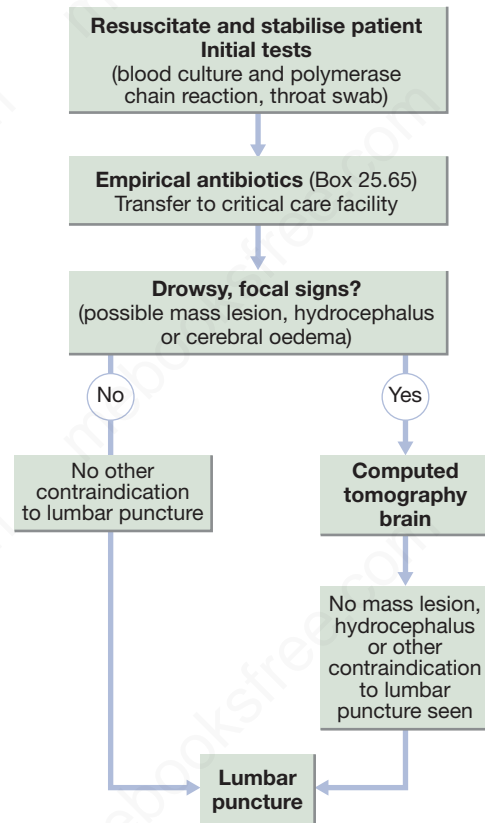 Resuscitate and stabilise patient
Initial tests
(blood culture and polymerase
chain reaction, throat swab)
Empirical antibiotics (Box 25.65)
Transfer to critical care facility
Drowsy, focal signs?
(possible mass lesion, hydrocephalus
or cerebral oedema)
No
Yes
No other
contraindication
to lumbar puncture
Computed
tomography
brain
No mass lesion,
hydrocephalus
or other
contraindication
to lumbar
puncture seen
Lumbar
puncture